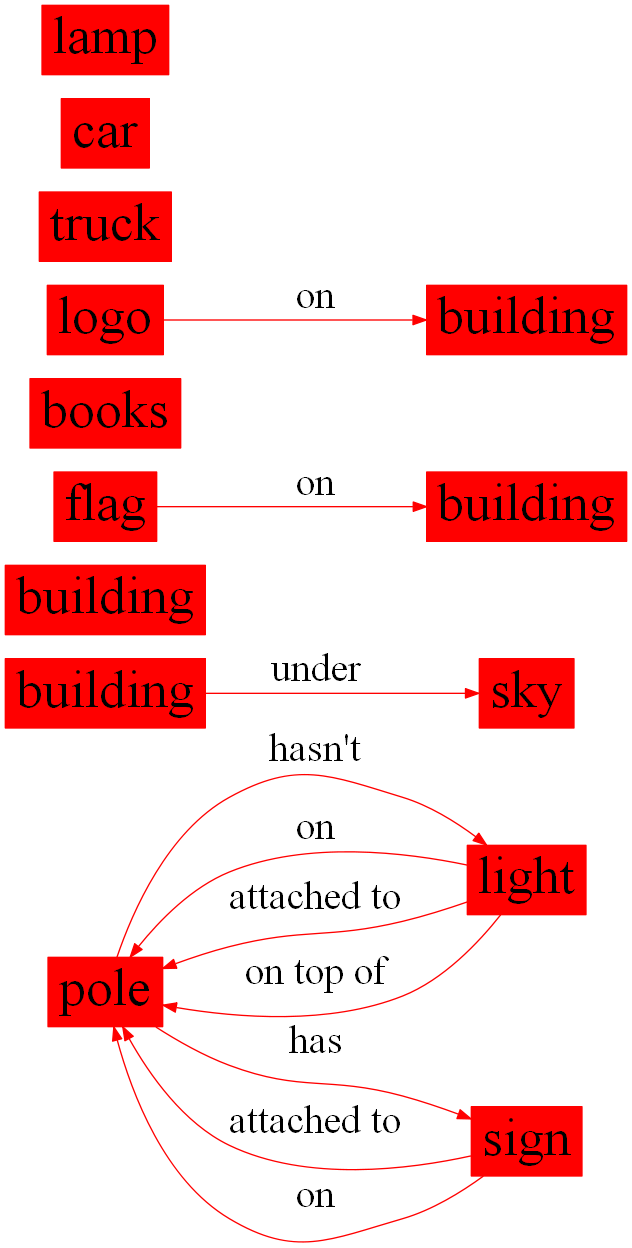 lamp
car
truck
logo on building
books
flag on building
building
building under sky
hasn't
on
light
attached to
on top of
pole
has
attached to
sign
on